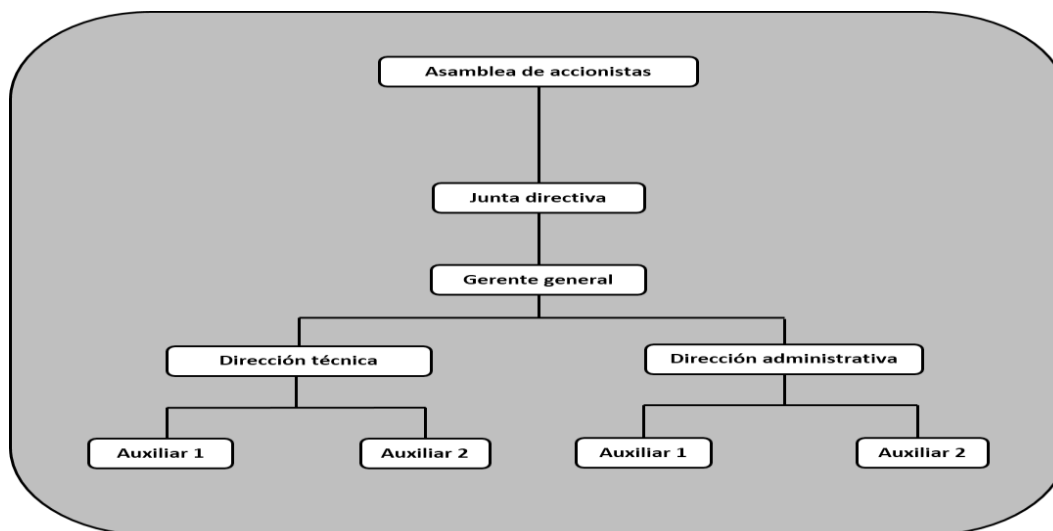 Asamblea de accionistas
Junta directiva
Gerente general
Dirección técnica
Dirección administrativa
Auxiliar 1
Auxiliar 2
Auxiliar 1
Auxiliar 2